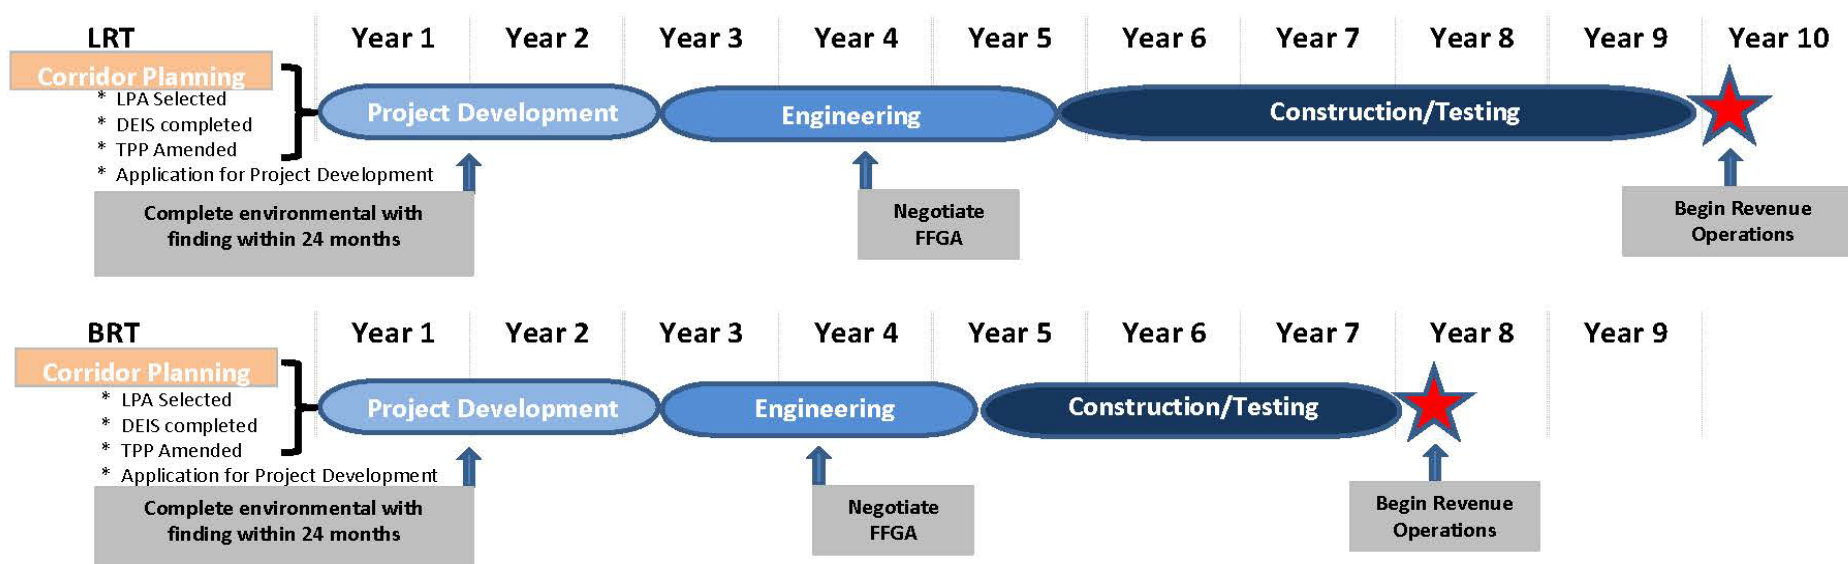 LRT Year 1 Year 2 Year 3 Year 4 Year 5 Year 6 Year 7 Year 8 Year 9 Year 10
Corridor Planning
* LPA Selected
* DEIS completed
* TPP Amended
* Application for Project Development
Project Development
Engineering
Construction/Testing
Complete environmental with
finding within 24 months
Negotiate
FFGA
Begin Revenue
Operations
BRT Year 1 Year 2 Year 3 Year 4 Year 5 Year 6 Year 7 Year 8 Year 9
Corridor Planning
* LPA Selected
* DEIS completed
* TPP Amended
* Application for Project Development
Project Development
Engineering
Construction/Testing
Complete environmental with
finding within 24 months
Negotiate
FFGA
Begin Revenue
Operations